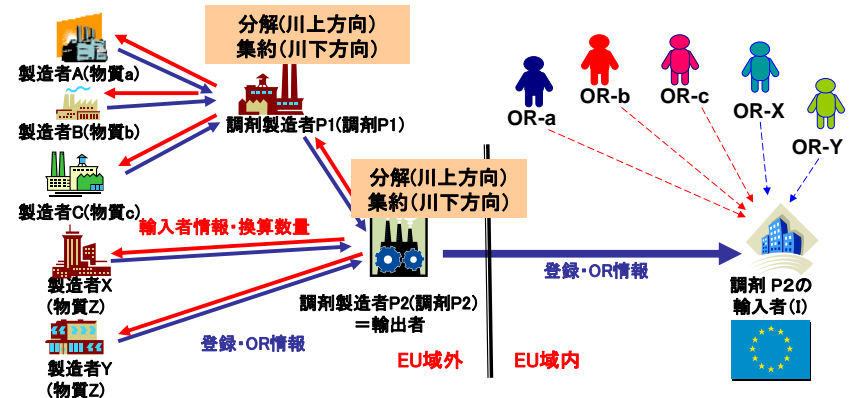 分解(川上方向)
集約(川下方向)
製造者A(物質a)
製造者B(物質b)
調剤製造者P1(調剤P1)
製造者C(物質c)
OR-a
OR-b
OR-c
OR-X
OR-Y
分解(川上方向)
集約(川下方向)
輸入者情報・換算数量
製造者X
(物質Z)
調剤製造者P2(調剤P2)
＝輸出者
登録・OR情報
調剤 P2の
輸入者(I)
製造者Y
(物質Z)
登録・OR情報
EU域外
EU域内